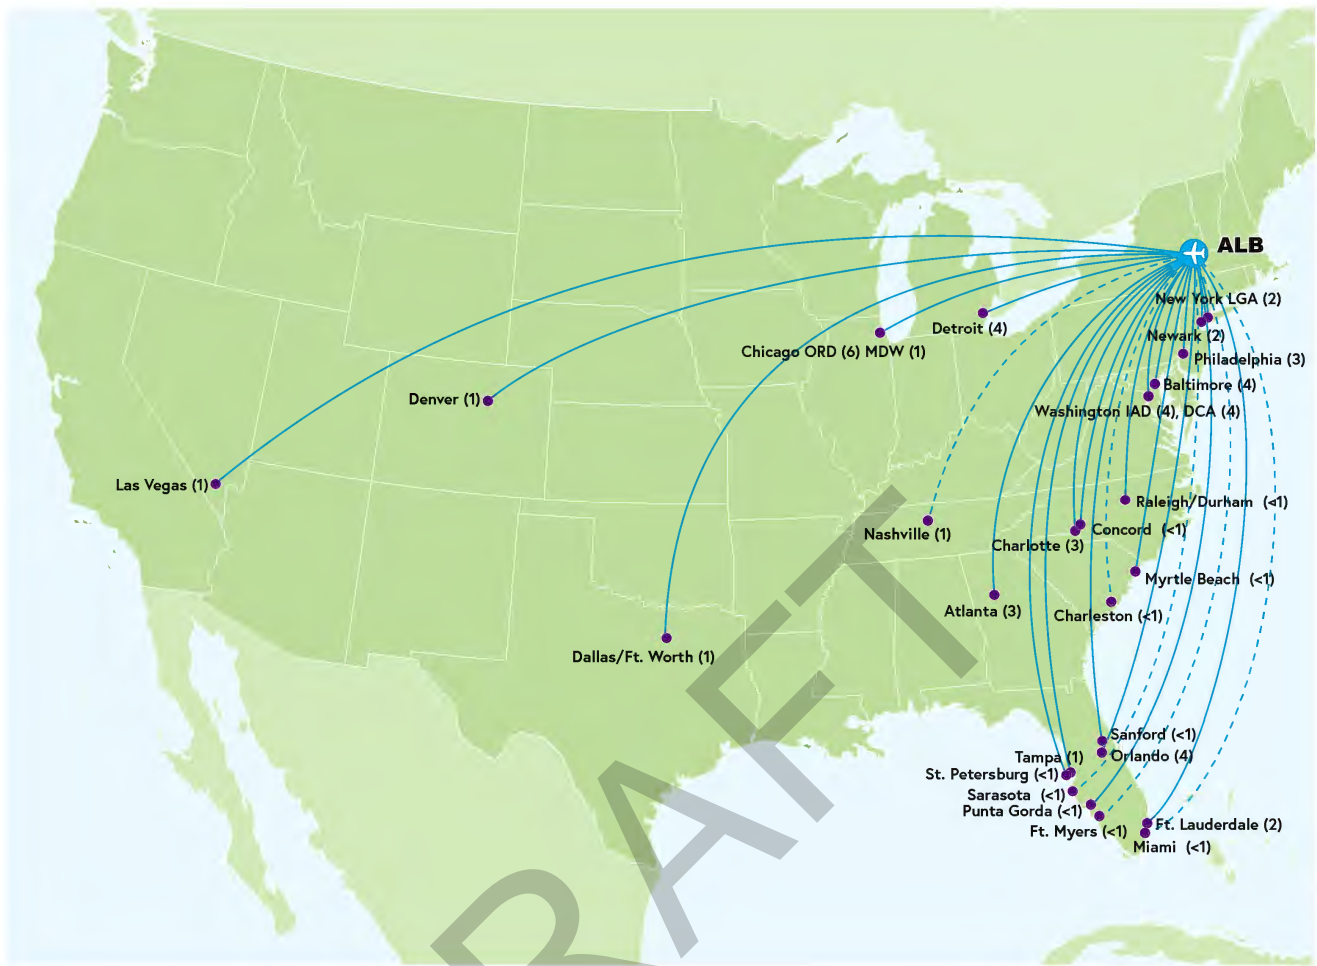 ALB
New York LGA (2)
Newark (2)
Detroit (4)
Chicago ORD (6) MDW (1)
Philadelphia (3)
Baltimore (4)
Denver (1)
Washington IAD (4), DCA (4)
Las Vegas (1)
Raleigh/Durham (<1)
Nashville (1)
Concord (<1)
Charlotte (3)
Myrtle Beach (<1)
Atlanta (3)
Charleston (<1)
Dallas/Ft. Worth (1)
Sanford (<1)
Tampa (1)
Orlando (4)
St. Petersburg (<1)
Sarasota (<1)
Punta Gorda (<1)
Ft. Myers (<1)
Ft. Lauderdale (2)
Miami (<1)
RAFT